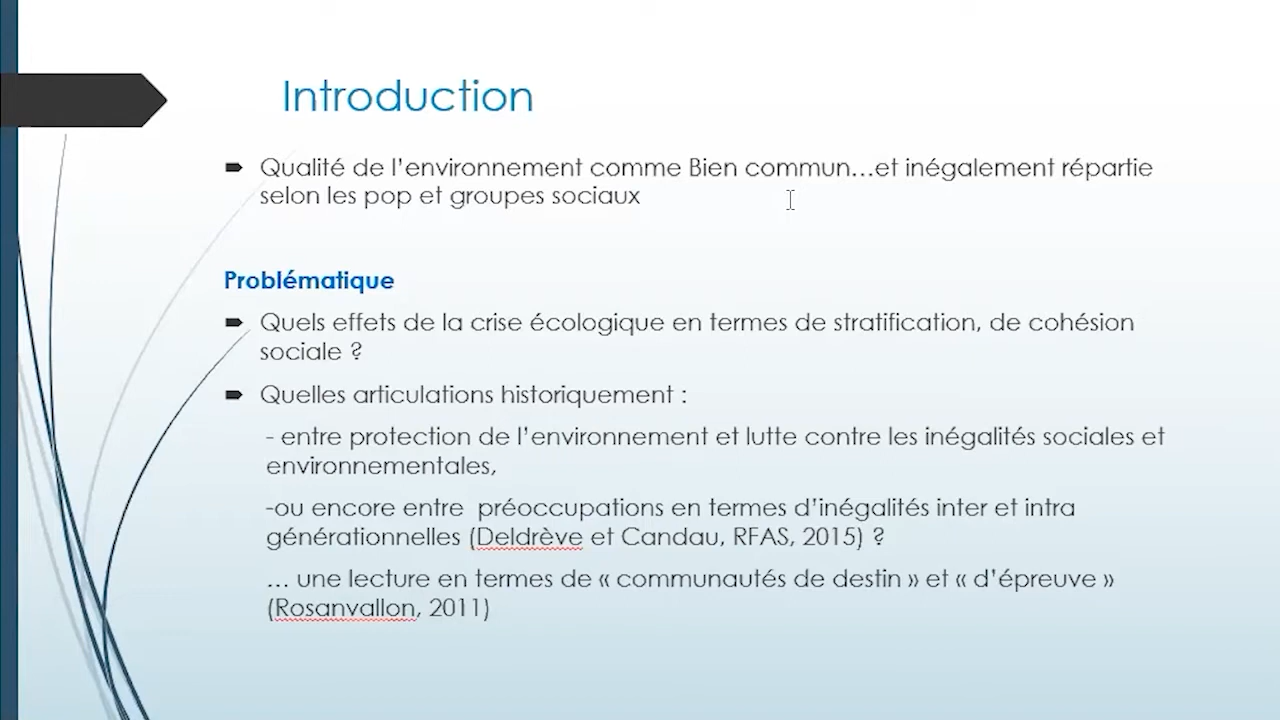 Introduction
Qualité de l'environnement comme Bien commun…et inégalement répartie
selon les pop et groupes sociaux
Problématique
Quels effets de la crise écologique en termes de stratification, de cohésion
sociale ?
Quelles articulations historiquement :
- entre protection de l'environnement et lutte contre les inégalités sociales et
environnementales,
-ou encore entre  préoccupations en termes d'inégalités inter et intra
générationnelles (Deldrève et Candau, RFAS, 2015) ?
… une lecture en termes de « communautés de destin » et « d'épreuve »
(Rosanvallon, 2011)